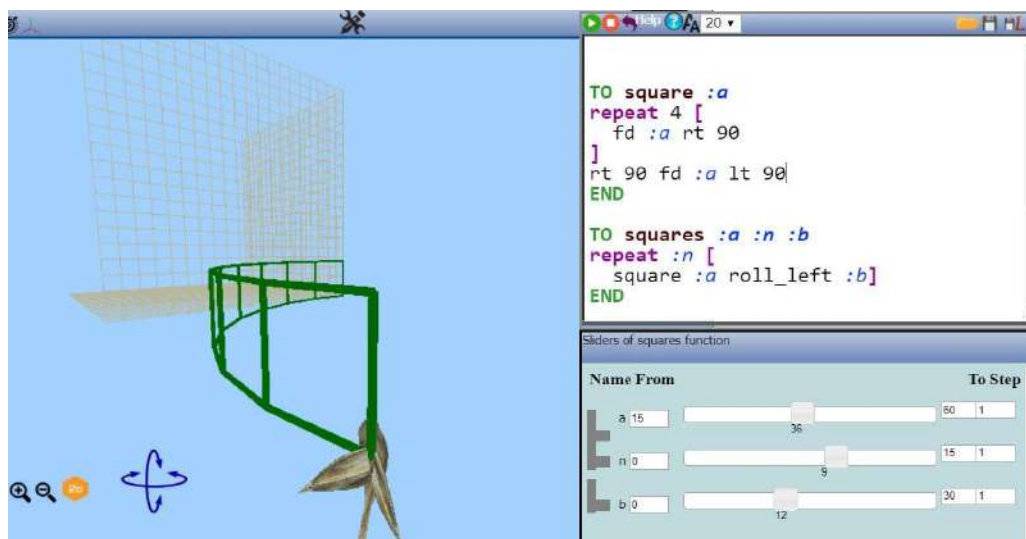 Help ? AA 20 ▾
L
TO square :a
repeat 4 [
fd :a rt 90
]
rt 90 fd :a lt 90
END
TO squares :a :n :b
repeat :n [
square :a roll_left :b]
END
Sliders of squares function
Name From To Step
a 15 60 1
36
n 0 15 1
9
b 0 30 1
12